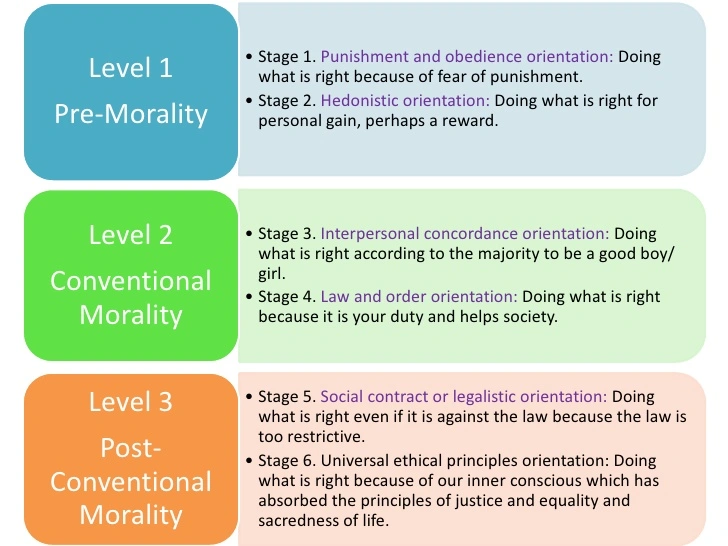 Level 1
Pre-Morality
• Stage 1. Punishment and obedience orientation: Doing
what is right because of fear of punishment.
• Stage 2. Hedonistic orientation: Doing what is right for
personal gain, perhaps a reward.
Level 2
Conventional
Morality
• Stage 3. Interpersonal concordance orientation: Doing
what is right according to the majority to be a good boy/
girl.
• Stage 4. Law and order orientation: Doing what is right
because it is your duty and helps society.
Level 3
Post-
Conventional
Morality
• Stage 5. Social contract or legalistic orientation: Doing
what is right even if it is against the law because the law is
too restrictive.
• Stage 6. Universal ethical principles orientation: Doing
what is right because of our inner conscious which has
absorbed the principles of justice and equality and
sacredness of life.